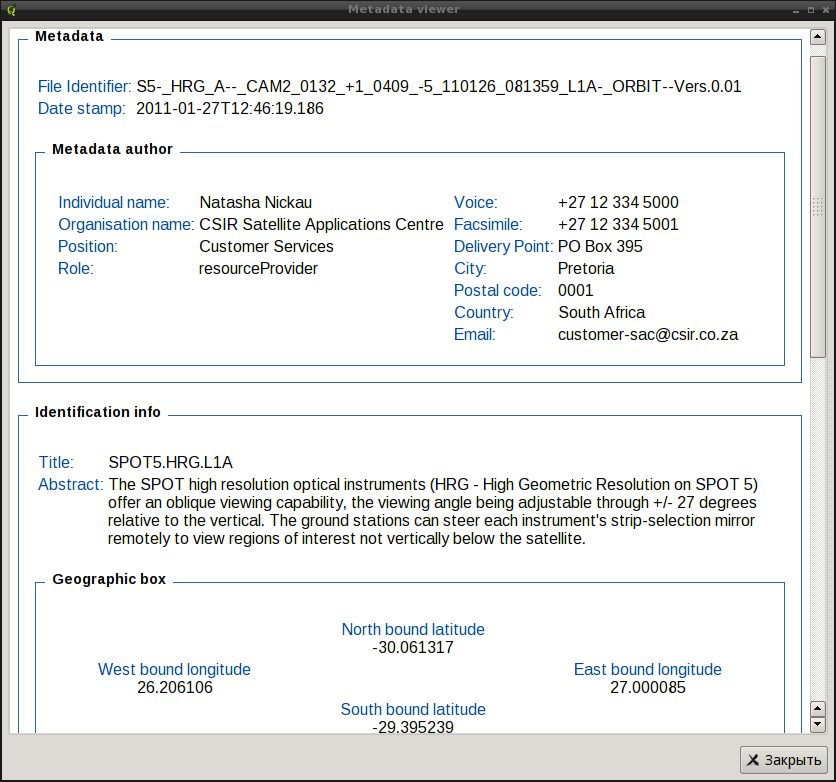 Metadata viewer
Metadata
File Identifier: S5-_HRG_A--_CAM2_0132_+1_0409_-5_110126_081359_L1A-_ORBIT--Vers.0.01
Date stamp: 2011-01-27T12:46:19.186
Metadata author
Individual name: Natasha Nickau Voice: +27 12 334 5000
Organisation name: CSIR Satellite Applications Centre Facsimile: +27 12 334 5001
Position: Customer Services Delivery Point: PO Box 395
Role: resourceProvider City: Pretoria
Postal code: 0001
Country: South Africa
Email: customer-sac@csir.co.za
Identification info
Title: SPOT5.HRG.L1A
Abstract: The SPOT high resolution optical instruments (HRG - High Geometric Resolution on SPOT 5)
offer an oblique viewing capability, the viewing angle being adjustable through +/- 27 degrees
relative to the vertical. The ground stations can steer each instrument's strip-selection mirror
remotely to view regions of interest not vertically below the satellite.
Geographic box
North bound latitude
-30.061317
West bound longitude East bound longitude
26.206106 27.000085
South bound latitude
-29.395239
Закрыть